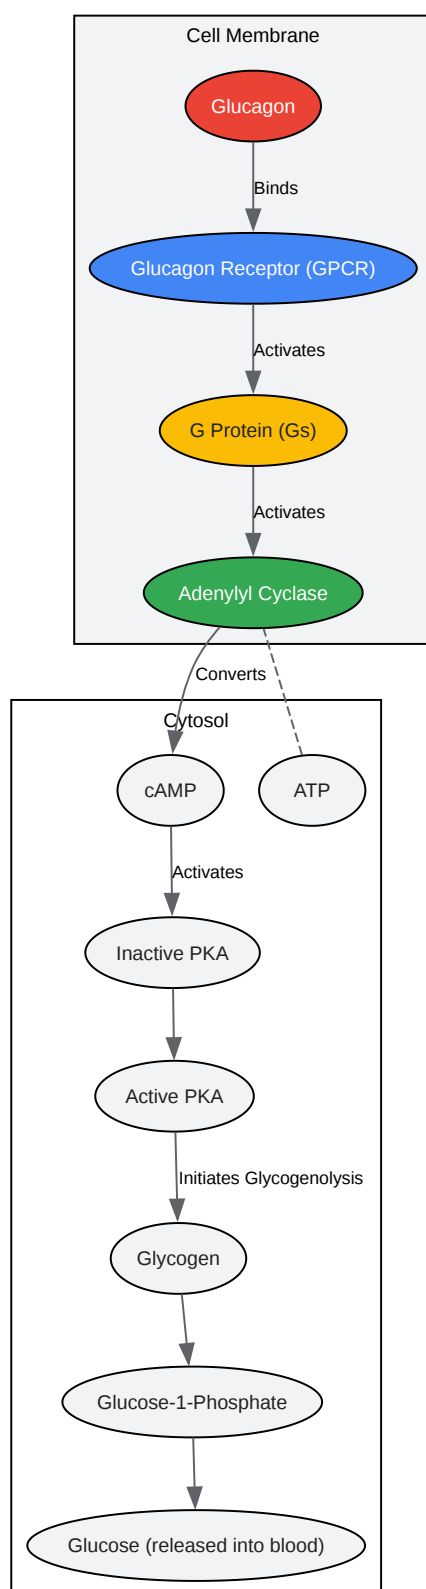 Cell Membrane
Glucagon
Binds
Glucagon Receptor (GPCR)
Activates
G Protein (Gs)
Activates
Adenylyl Cyclase
Converts
Cytosol
cAMP
ATP
Activates
Inactive PKA
Active PKA
Initiates Glycogenolysis
Glycogen
Glucose-1-Phosphate
Glucose (released into blood)